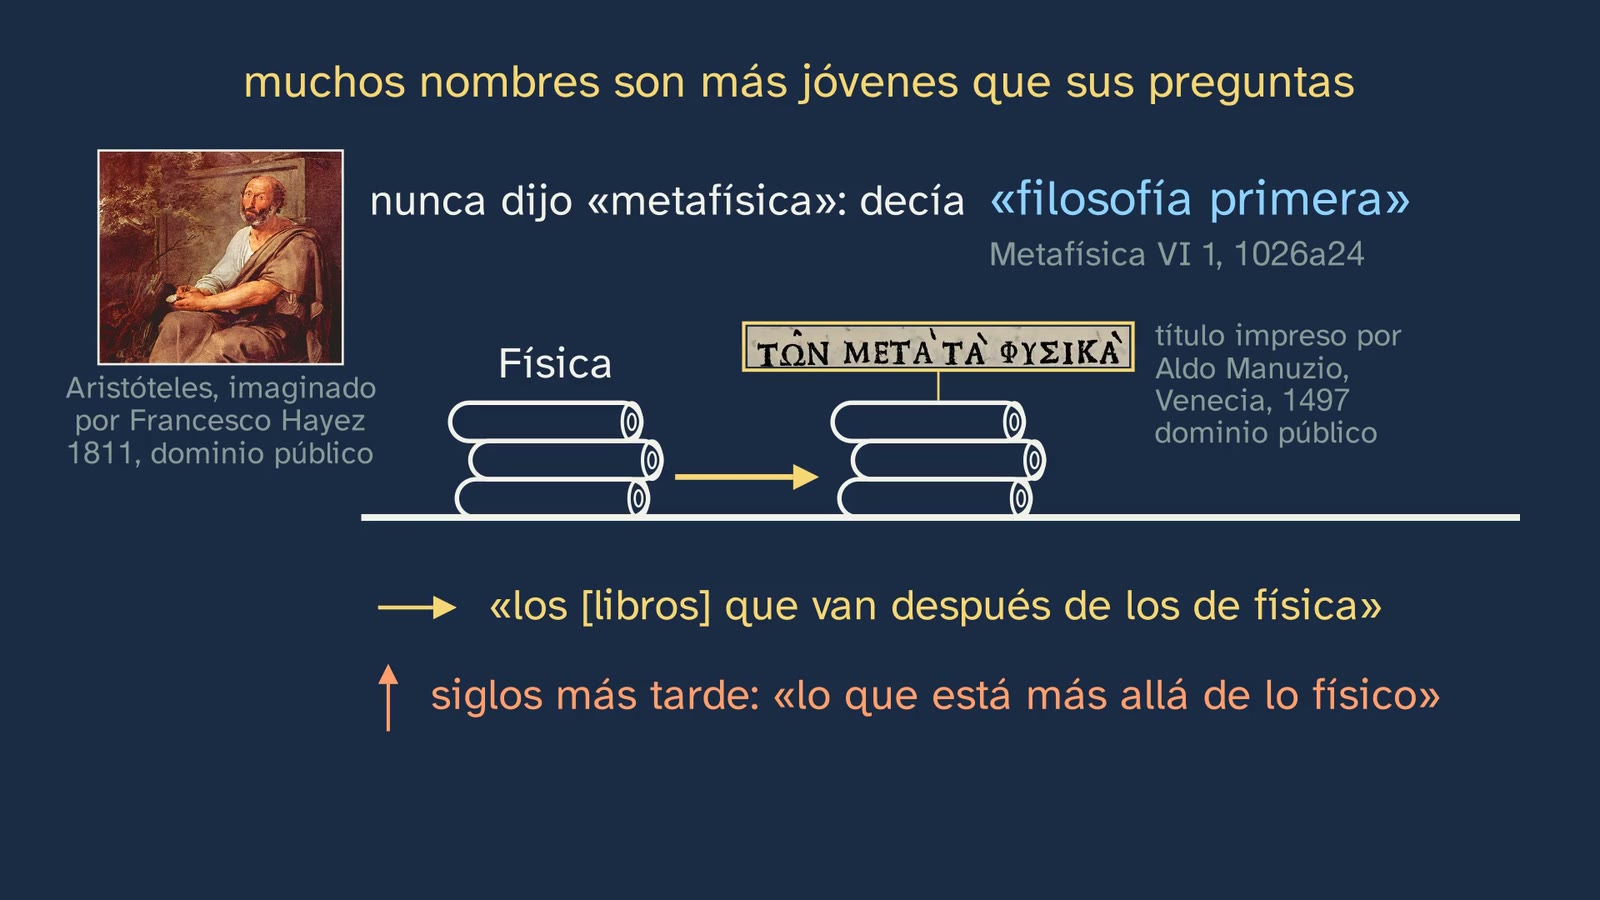 muchos nombres son más jóvenes que sus preguntas
nunca dijo «metafísica»: decía «filosofía primera»
Metafísica VI 1, 1026a24
Aristóteles, imaginado
por Francesco Hayez
1811, dominio público
Física
ΤΩ͂Ν ΜΕΤᾺ ΤᾺ ΦΥΣΙΚᾺ
título impreso por
Aldo Manuzio,
Venecia, 1497
dominio público
«los [libros] que van después de los de física»
siglos más tarde: «lo que está más allá de lo físico»